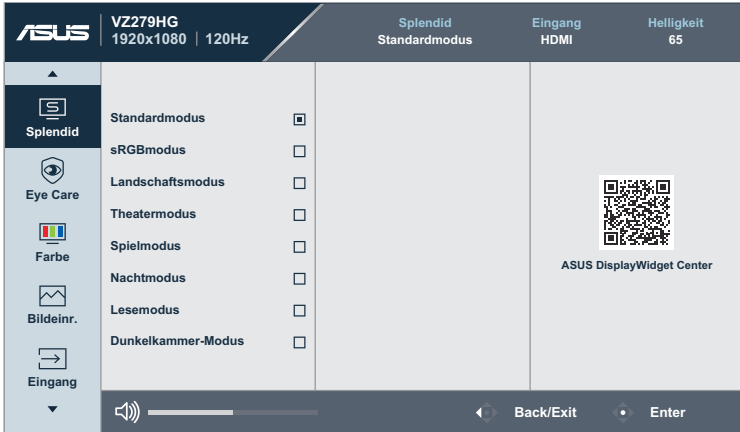 ASUS
VZ279HG
1920x1080 | 120Hz
Splendid
Standardmodus
Eingang
HDMI
Helligkeit
65
Splendid
Eye Care
Farbe
Bildeinr.
Eingang
Standardmodus
sRGBmodus
Landschaftsmodus
Theatermodus
Spielmodus
Nachtmodus
Lesemodus
Dunkelkammer-Modus
ASUS DisplayWidget Center
Back/Exit
Enter